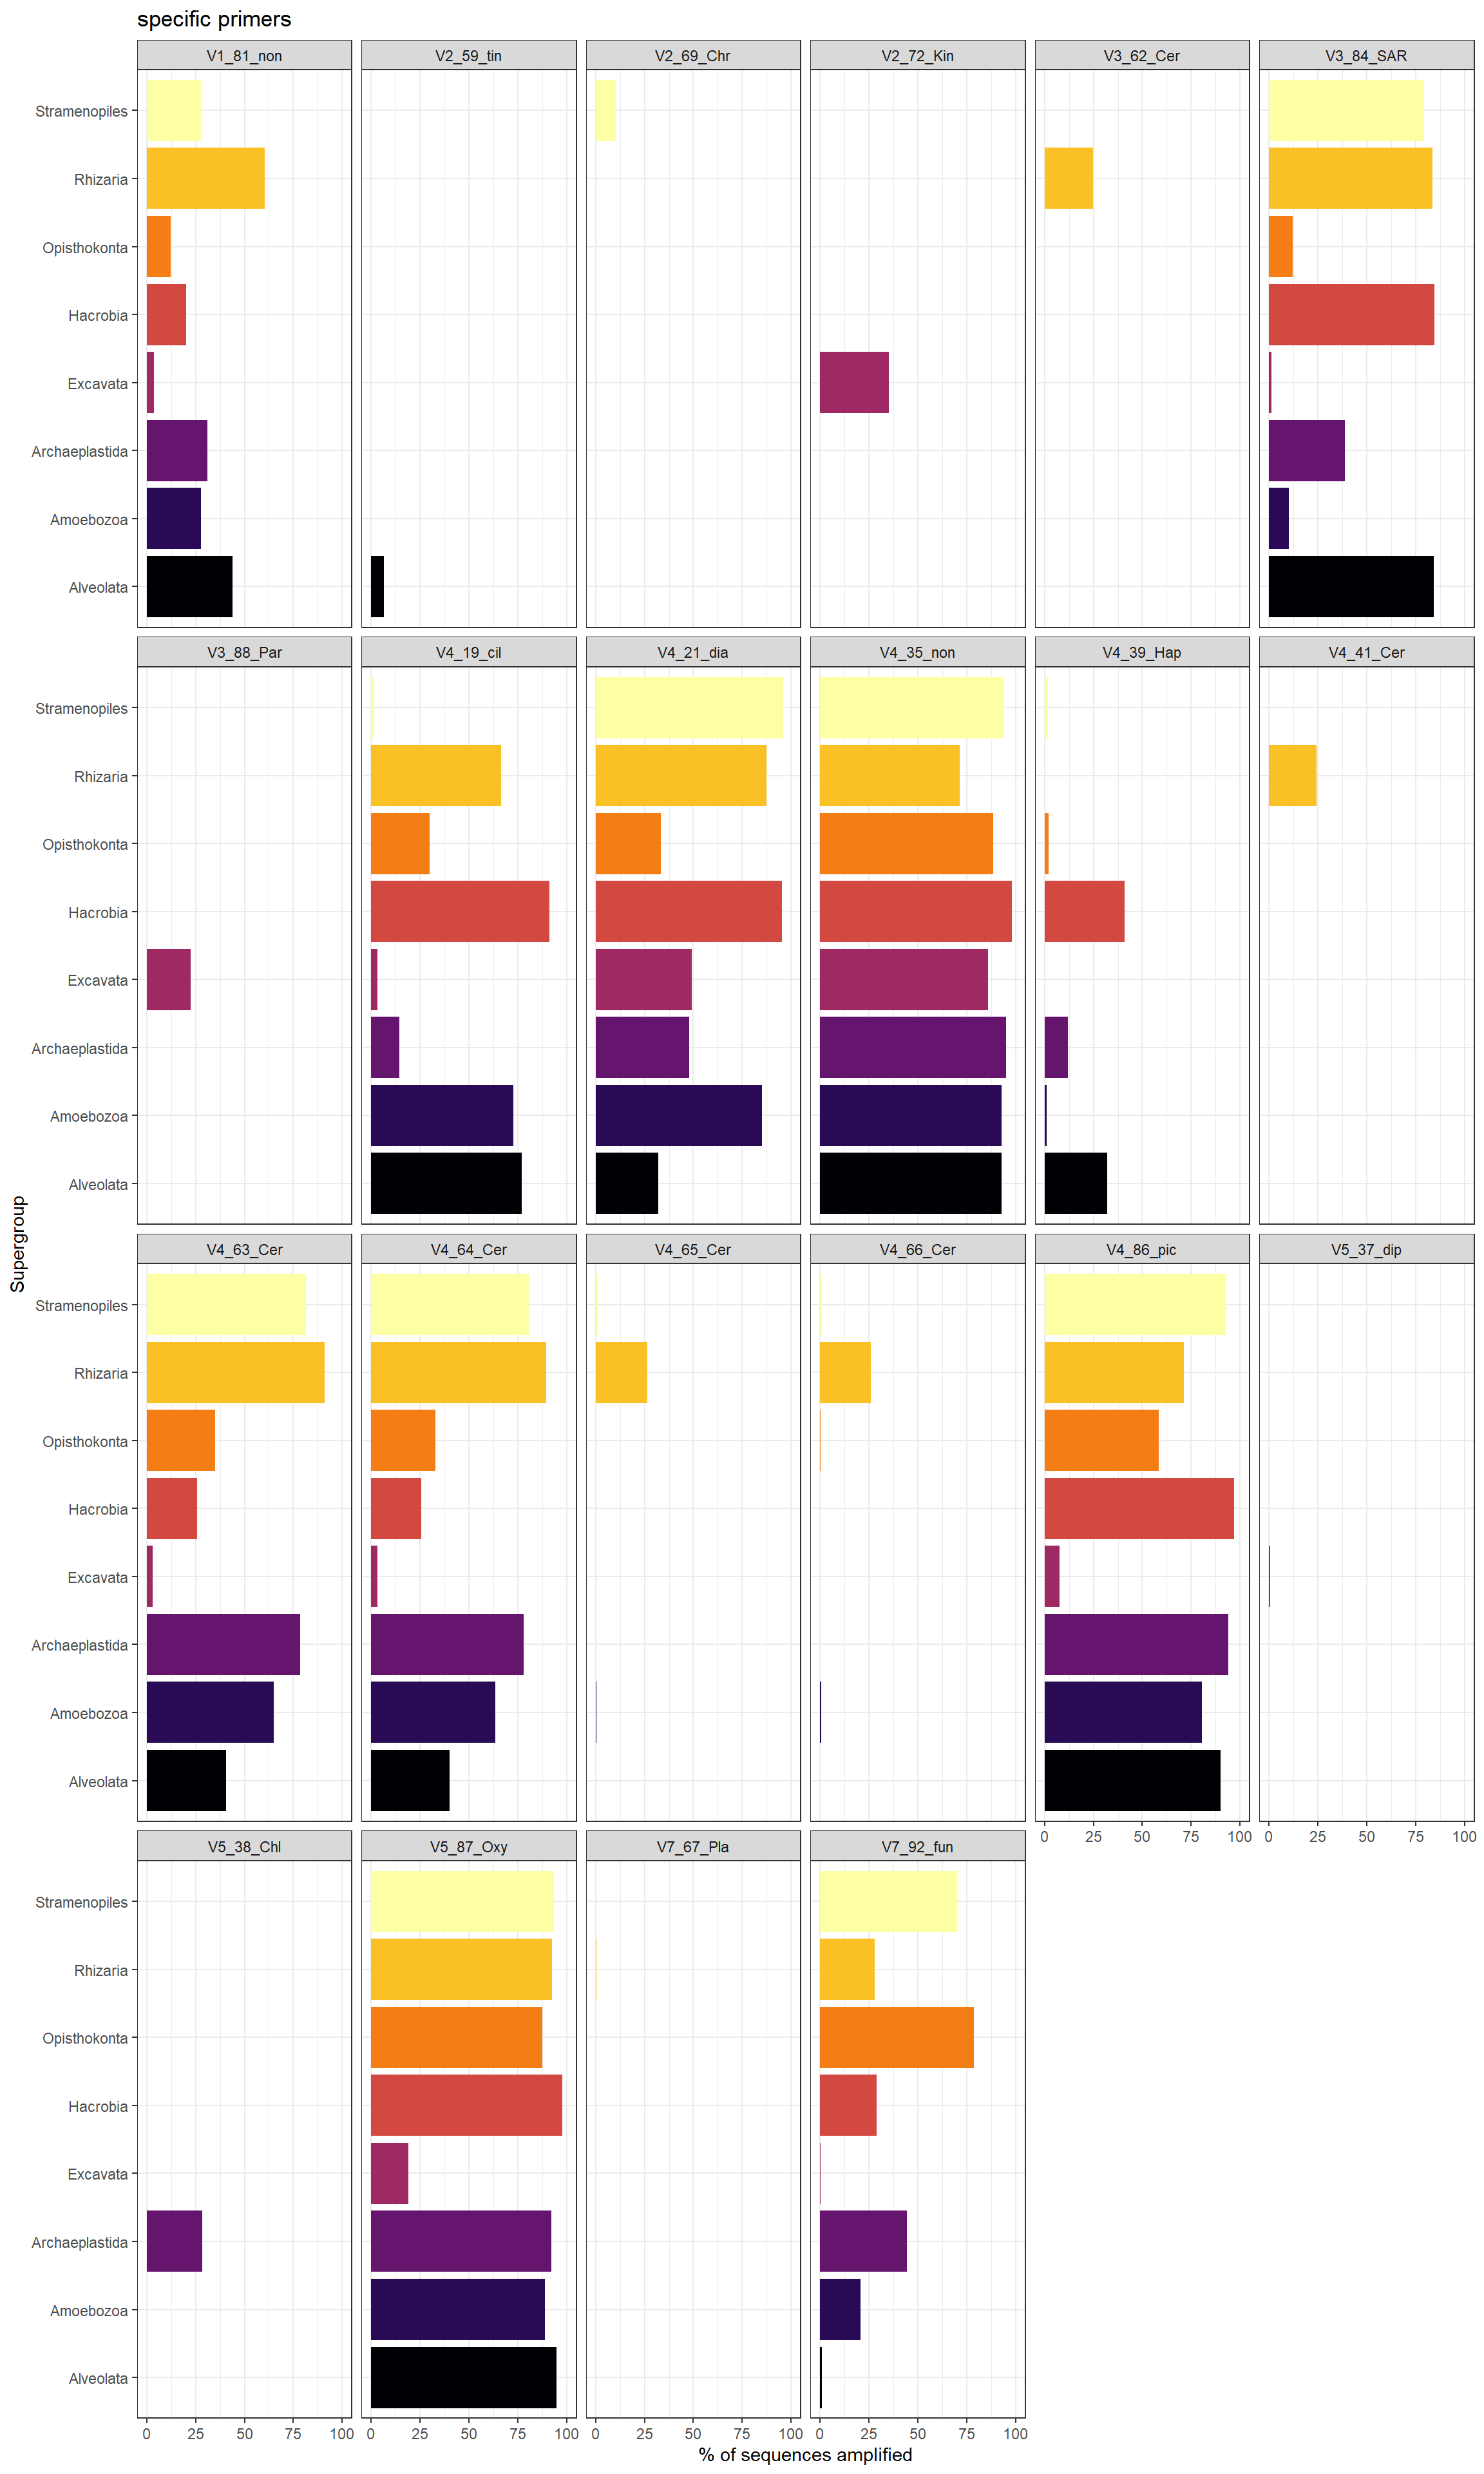 specific primers
V1_81_non V2_59_tin V2_69_Chr V2_72_Kin V3_62_Cer V3_84_SAR
Stramenopiles
Rhizaria
Opisthokonta
Hacrobia
Excavata
Archaeplastida
Amoebozoa
Alveolata
V3_88_Par V4_19_cil V4_21_dia V4_35_non V4_39_Hap V4_41_Cer
Stramenopiles
Rhizaria
Opisthokonta
Hacrobia
Excavata
Archaeplastida
Amoebozoa
Alveolata
Supergroup
V4_63_Cer V4_64_Cer V4_65_Cer V4_66_Cer V4_86_pic V5_37_dip
Stramenopiles
Rhizaria
Opisthokonta
Hacrobia
Excavata
Archaeplastida
Amoebozoa
Alveolata
0 25 50 75 100 0 25 50 75 100
V5_38_Chl V5_87_Oxy V7_67_Pla V7_92_fun
Stramenopiles
Rhizaria
Opisthokonta
Hacrobia
Excavata
Archaeplastida
Amoebozoa
Alveolata
0 25 50 75 100 0 25 50 75 100 0 25 50 75 100 0 25 50 75 100
% of sequences amplified